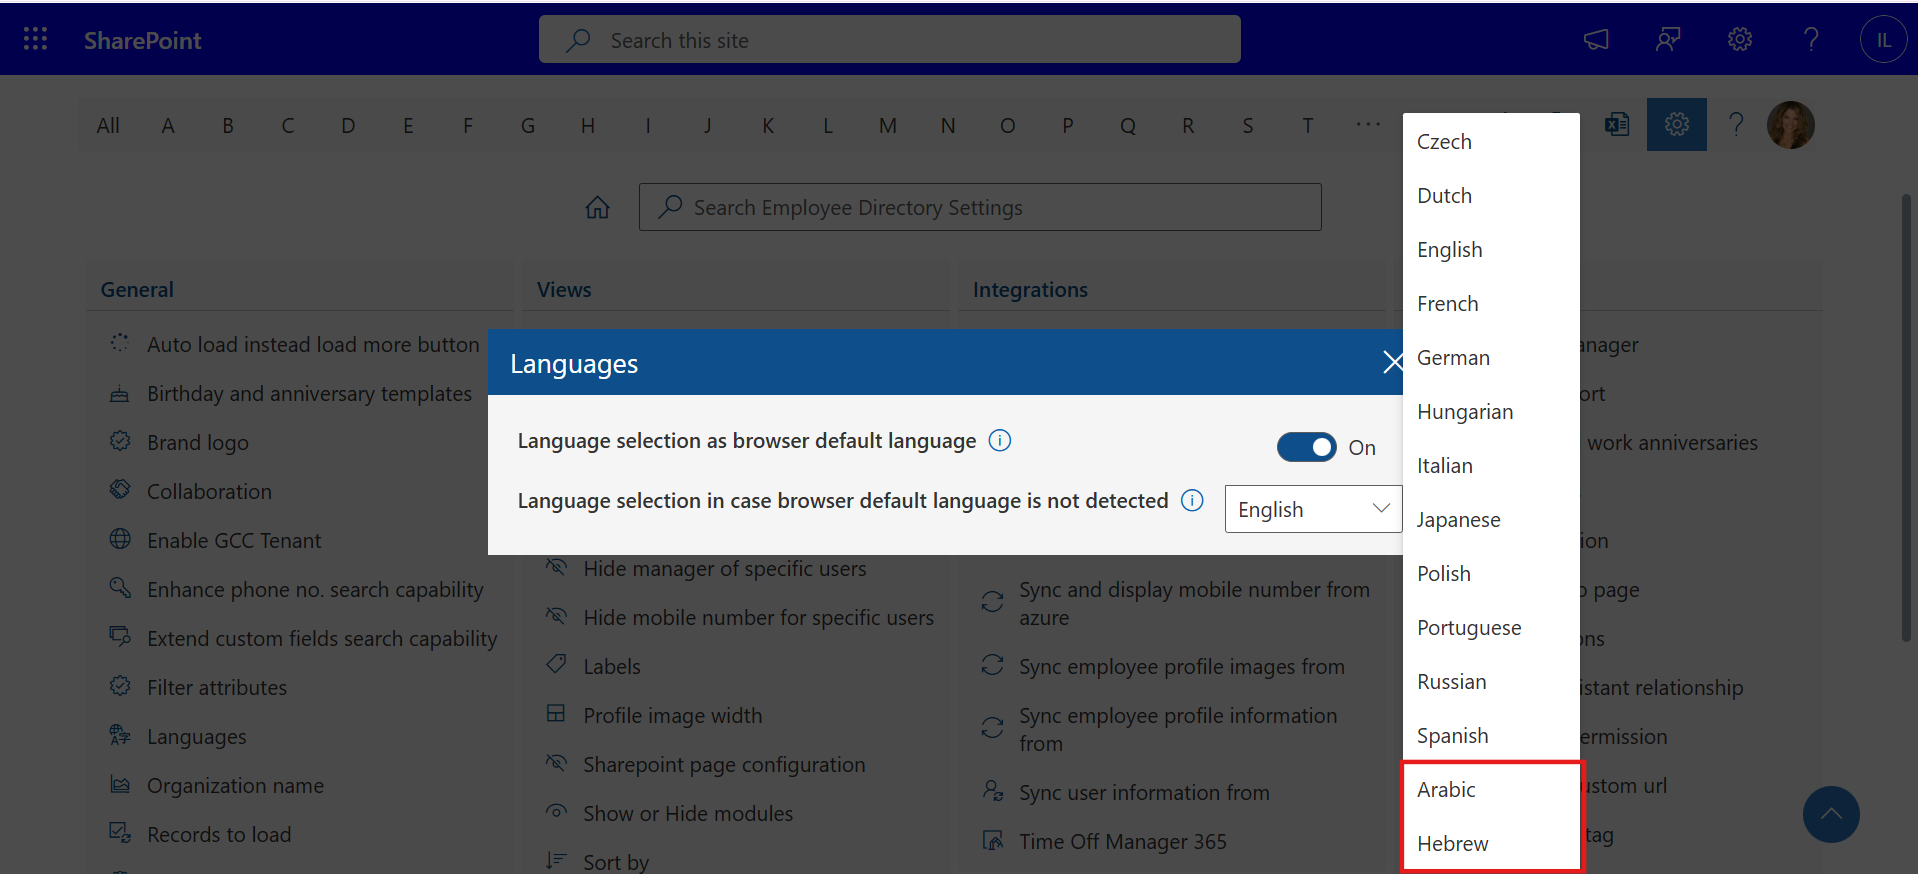 SharePoint
Search this site
IL
All A B C D E F G H I J K L M N O P Q R S T ...
Search Employee Directory Settings
General
Auto load instead load more button
Birthday and anniversary templates
Brand logo
Collaboration
Enable GCC Tenant
Enhance phone no. search capability
Extend custom fields search capability
Filter attributes
Languages
Organization name
Records to load
Views
Hide manager of specific users
Hide mobile number for specific users
Labels
Profile image width
Sharepoint page configuration
Show or Hide modules
Sort by
Integrations
Sync and display mobile number from
azure
Sync employee profile images from
Sync employee profile information
from
Sync user information from
Time Off Manager 365
work anniversaries
page
relationship
url
tag
Languages
Language selection as browser default language
On
Language selection in case browser default language is not detected
English
Czech
Dutch
English
French
German
Hungarian
Italian
Japanese
Polish
Portuguese
Russian
Spanish
Arabic
Hebrew